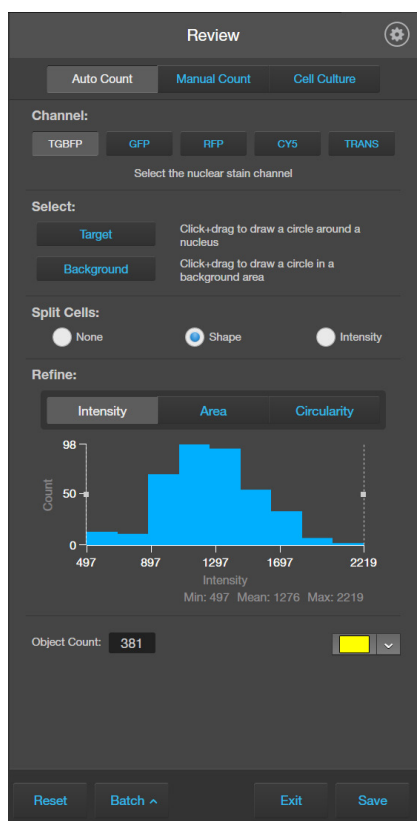 Review
Auto Count Manual Count Cell Culture
Channel:
TGBFP GFP RFP CY5 TRANS
Select the nuclear stain channel
Select:
Target
Click+drag to draw a circle around a
nucleus
Background
Click+drag to draw a circle in a
background area
Split Cells:
None Shape Intensity
Refine:
Intensity Area Circularity
98
50
0
Count
497 897 1297 1697 2219
Intensity
Min: 497 Mean: 1276 Max: 2219
Object Count: 381
Reset Batch Exit Save